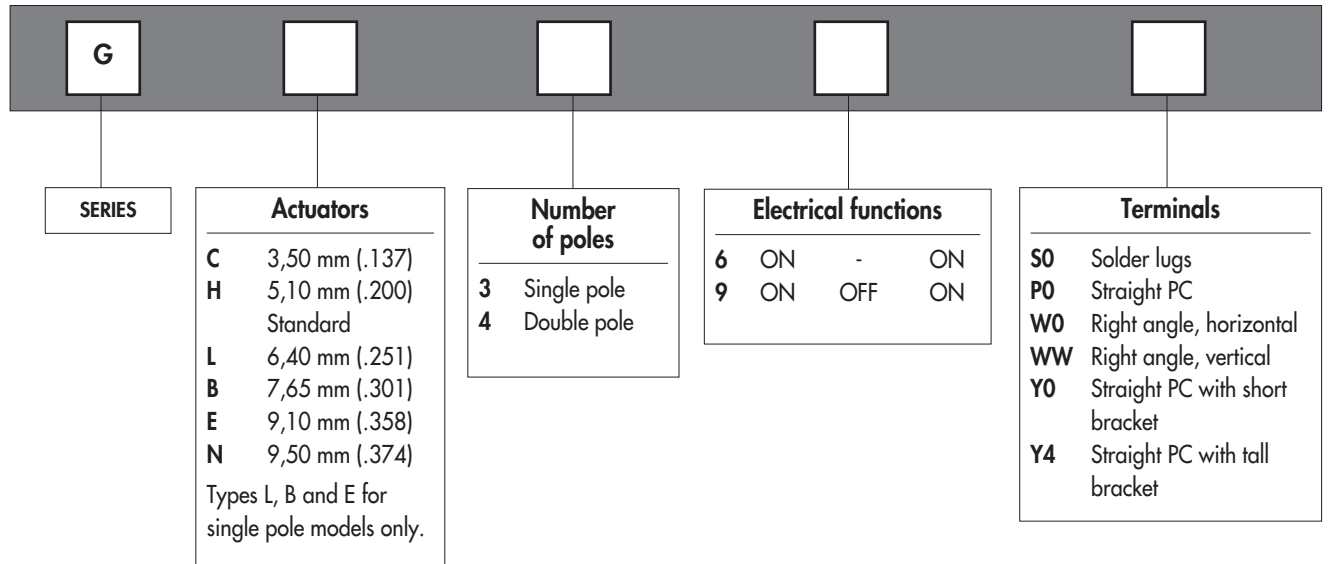 G
SERIES
Actuators
C 3,50 mm (.137)
H 5,10 mm (.200)
Standard
L 6,40 mm (.251)
B 7,65 mm (.301)
E 9,10 mm (.358)
N 9,50 mm (.374)
Types L, B and E for
single pole models only.
Number
of poles
3 Single pole
4 Double pole
Electrical functions
6 ON - ON
9 ON OFF ON
Terminals
S0 Solder lugs
P0 Straight PC
W0 Right angle, horizontal
WW Right angle, vertical
Y0 Straight PC with short
bracket
Y4 Straight PC with tall
bracket